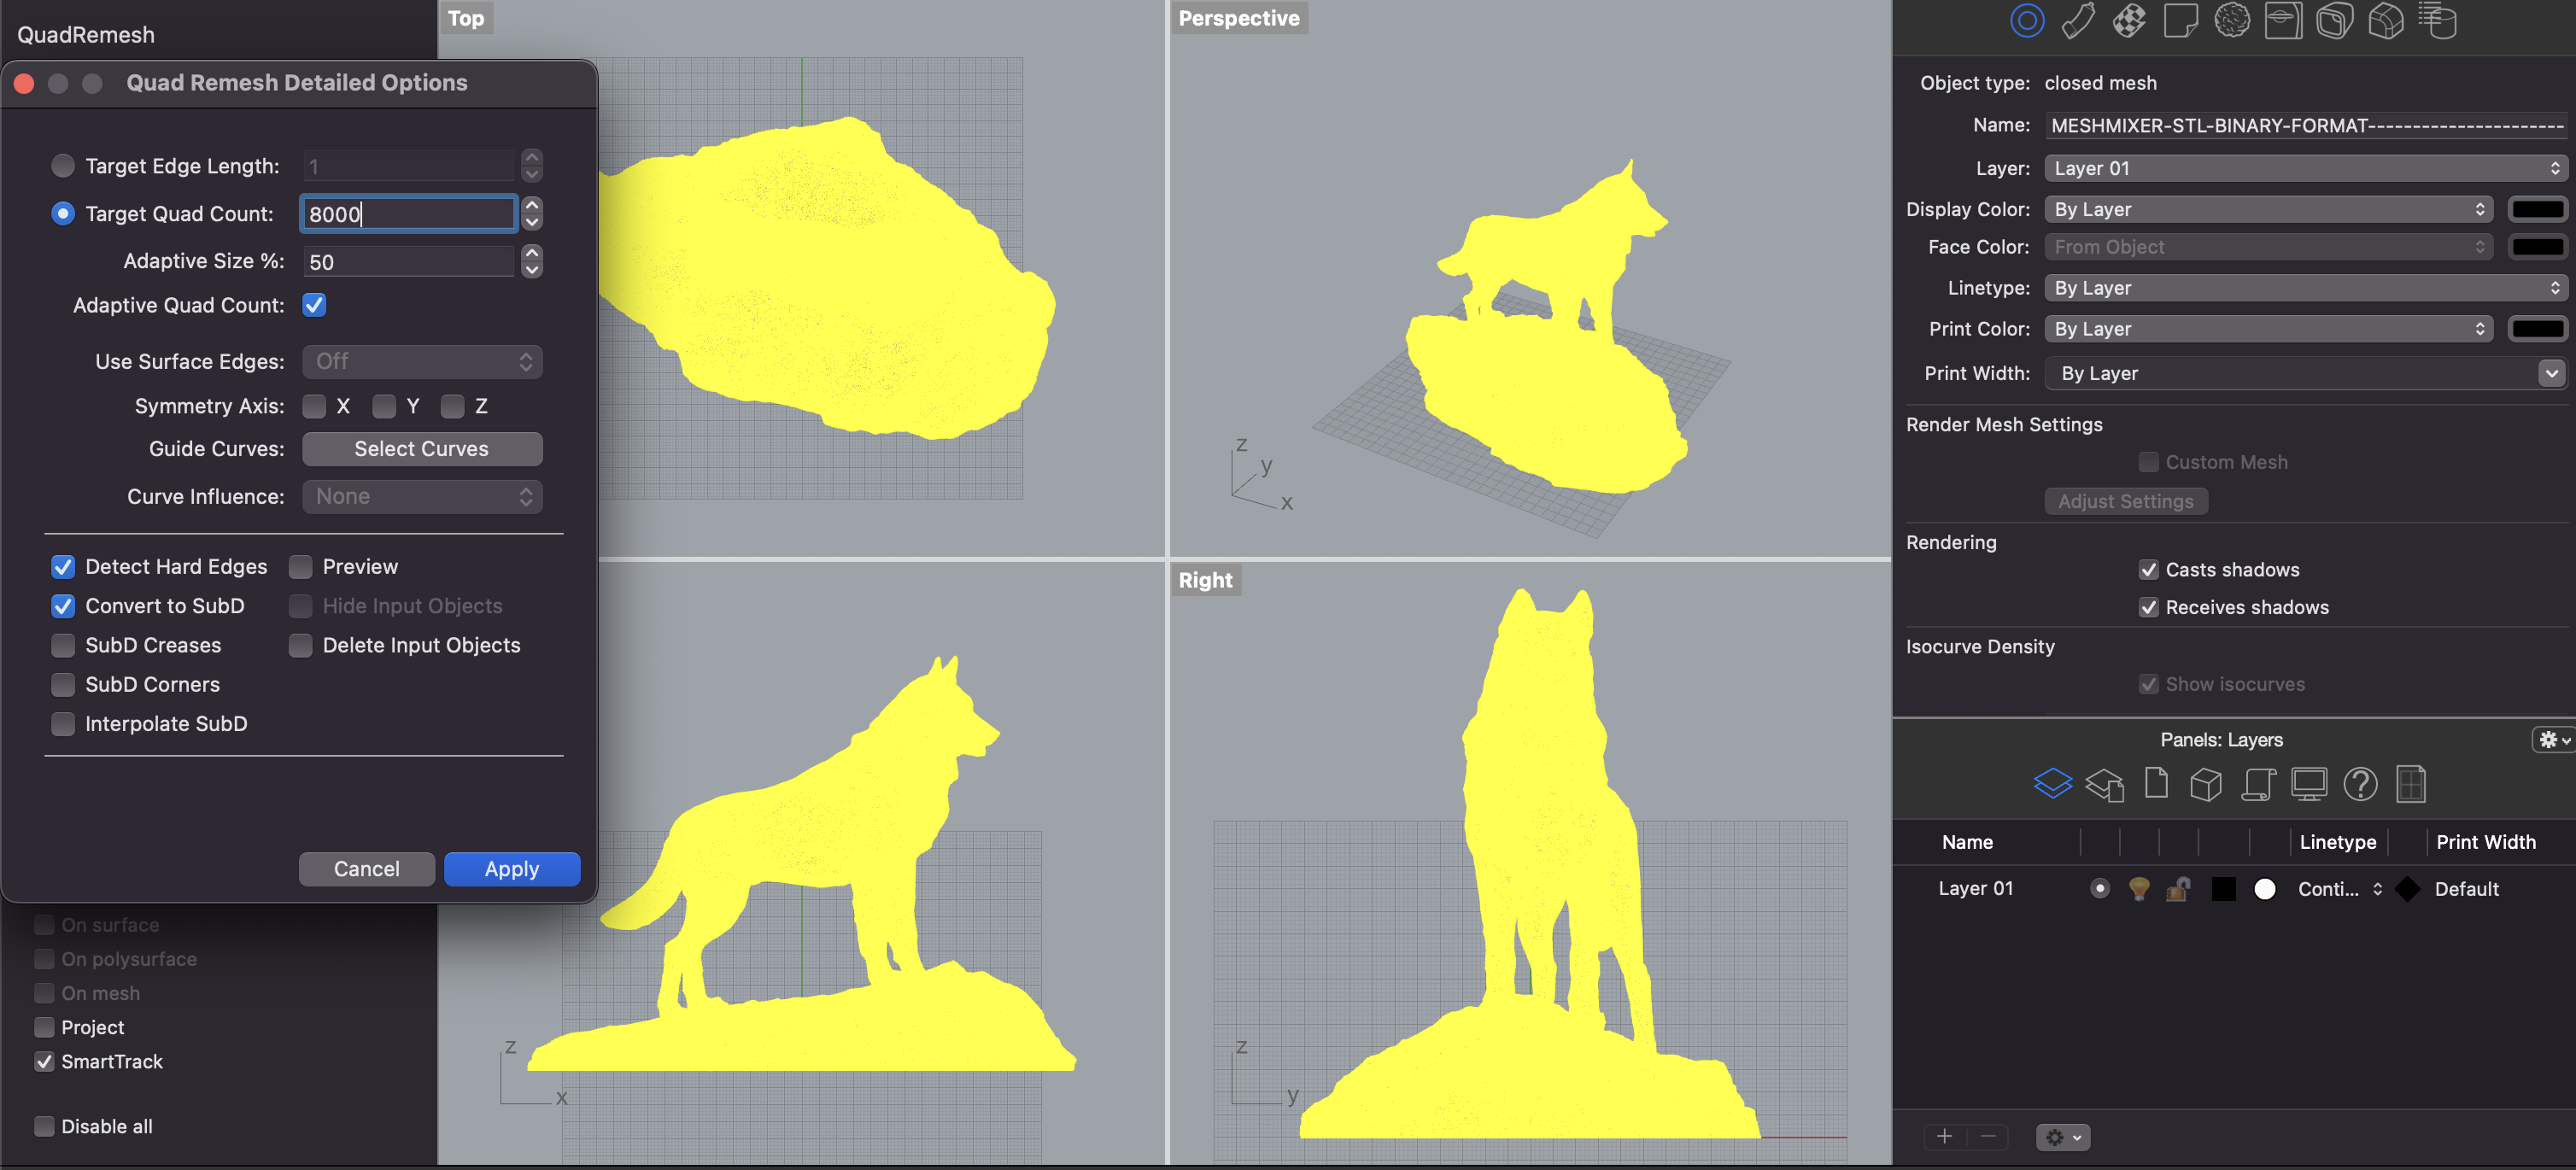 QuadRemesh
Quad Remesh Detailed Options
Target Edge Length: 1
Target Quad Count: 8000
Adaptive Size %: 50
Adaptive Quad Count:
Use Surface Edges: Off
Symmetry Axis: X Y Z
Guide Curves: Select Curves
Curve Influence: None
Detect Hard Edges Preview
Convert to SubD Hide Input Objects
SubD Creases Delete Input Objects
SubD Corners
Interpolate SubD
Cancel Apply
On surface
On polysurface
On mesh
Project
SmartTrack
Disable all
Top
Perspective
z
y
x
z
x
Right
z
y
Object type: closed mesh
Name: MESHMIXER-STL-BINARY-FORMAT----------------------
Layer: Layer 01
Display Color: By Layer
Face Color: From Object
Linetype: By Layer
Print Color: By Layer
Print Width: By Layer
Render Mesh Settings
Custom Mesh
Adjust Settings
Rendering
Casts shadows
Receives shadows
Isocurve Density
Show isocurves
Panels: Layers
Name Linetype Print Width
Layer 01 Conti... Default